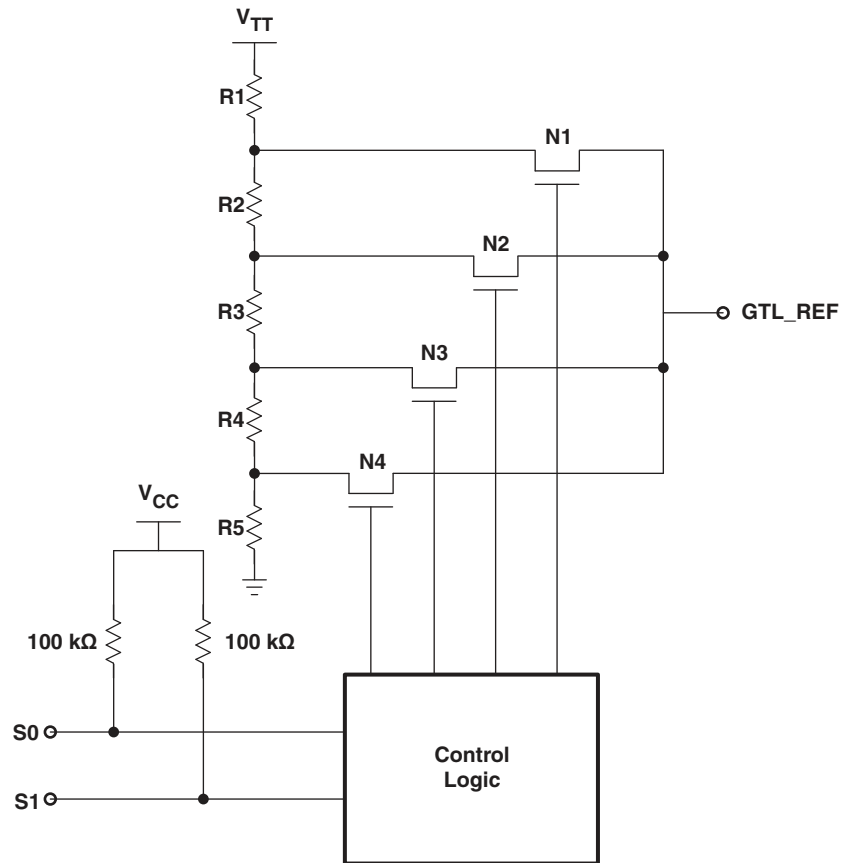 VTT
R1
N1
R2
N2
R3
GTL_REF
N3
R4
N4
VCC
R5
100 kΩ
100 kΩ
S0
Control
Logic
S1